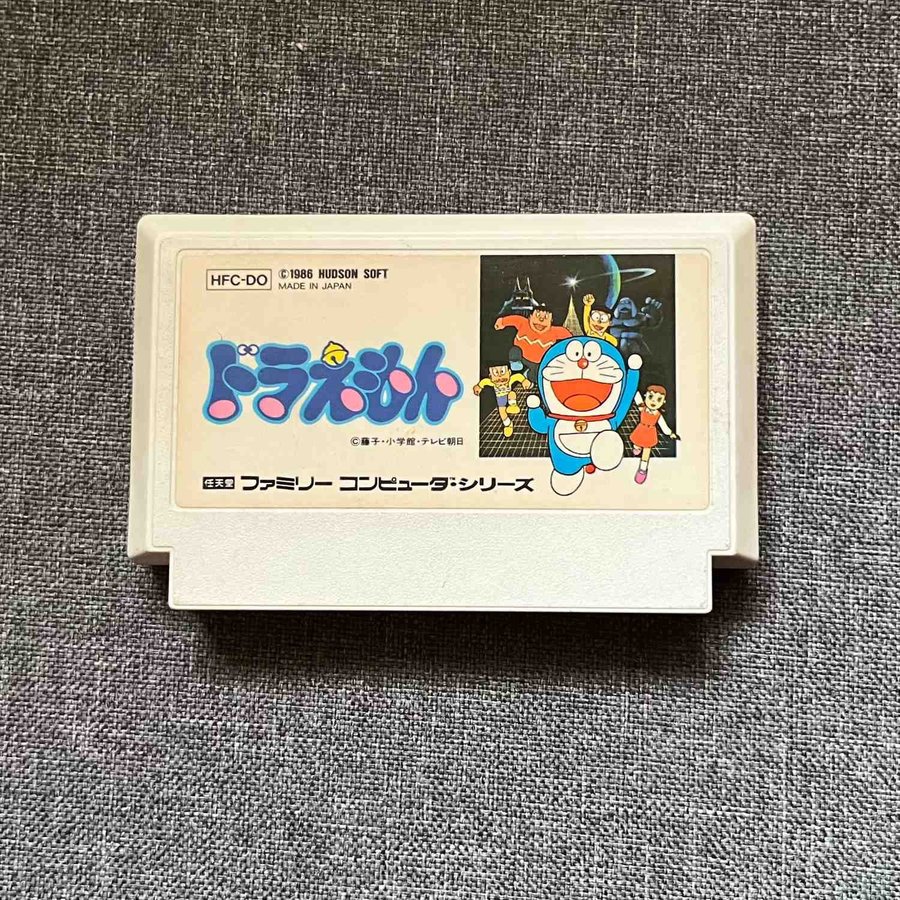 HFC-DO ©1986 HUDSON SOFT
MADE IN JAPAN
ドラえもん
©藤子・小学館・テレビ朝日
任天堂 ファミリー コンピュータ・シリーズ